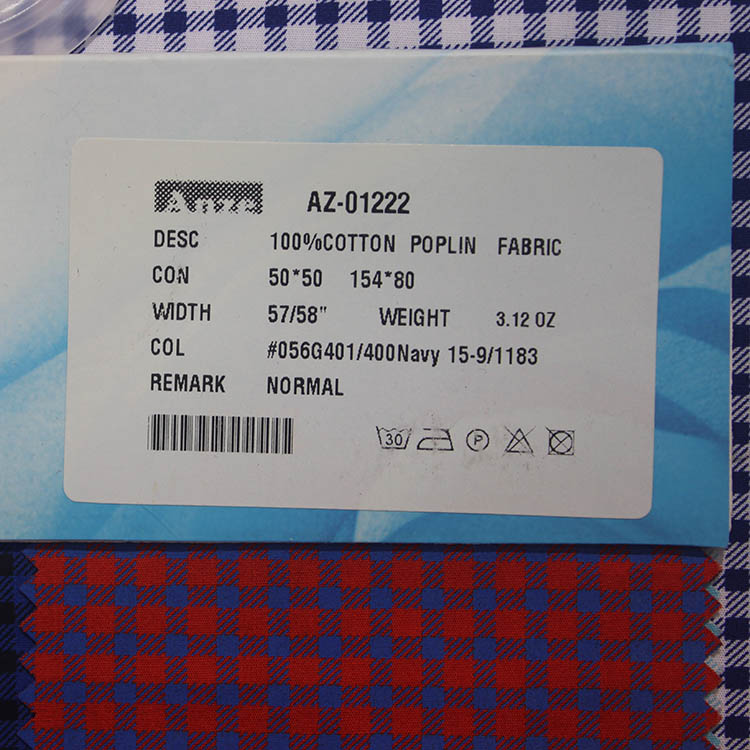 Anze AZ-01222
DESC 100%COTTON POPLIN FABRIC
CON 50*50 154*80
WIDTH 57/58" WEIGHT 3.12 OZ
COL #056G401/400Navy 15-9/1183
REMARK NORMAL
30 P